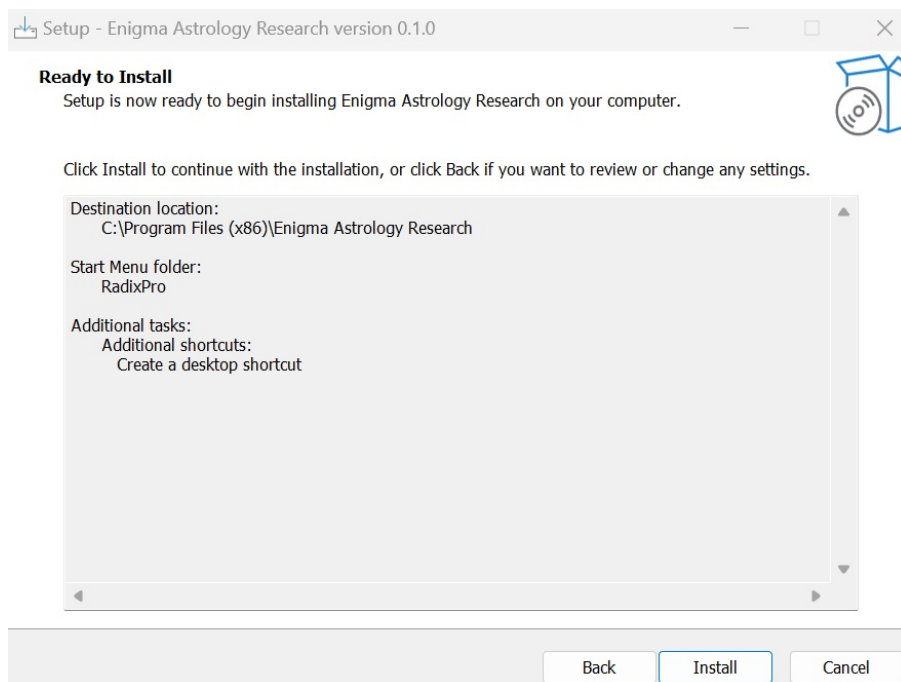 Setup - Enigma Astrology Research version 0.1.0
Ready to Install
Setup is now ready to begin installing Enigma Astrology Research on your computer.
Click Install to continue with the installation, or click Back if you want to review or change any settings.
Destination location:
C:\Program Files (x86)\Enigma Astrology Research
Start Menu folder:
RadixPro
Additional tasks:
Additional shortcuts:
Create a desktop shortcut
Back Install Cancel